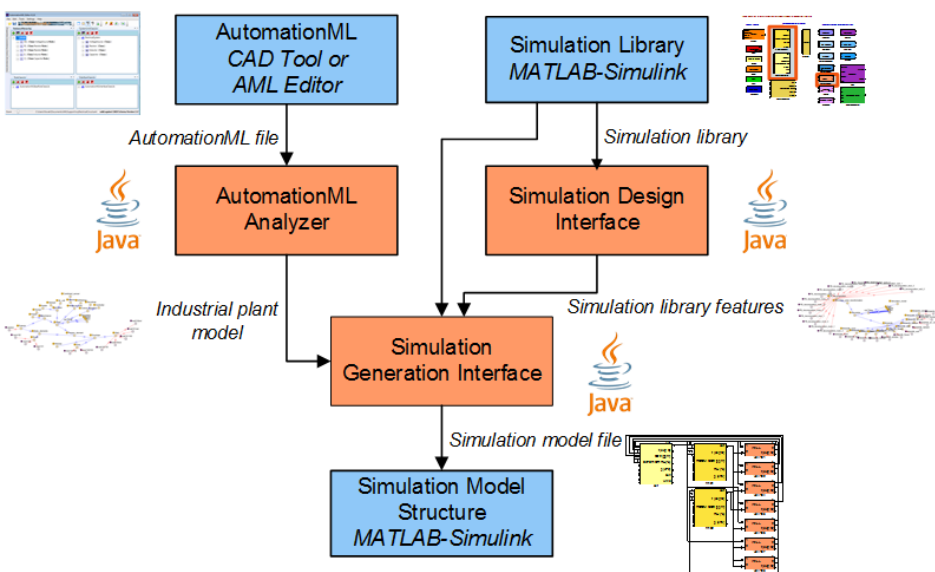 AutomationML
CAD Tool or
AML Editor
Simulation Library
MATLAB-Simulink
AutomationML file
Simulation library
AutomationML
Analyzer
Simulation Design
Interface
Java
Java
Industrial plant
model
Simulation library features
Simulation
Generation Interface
Java
Simulation model file
Simulation Model
Structure
MATLAB-Simulink